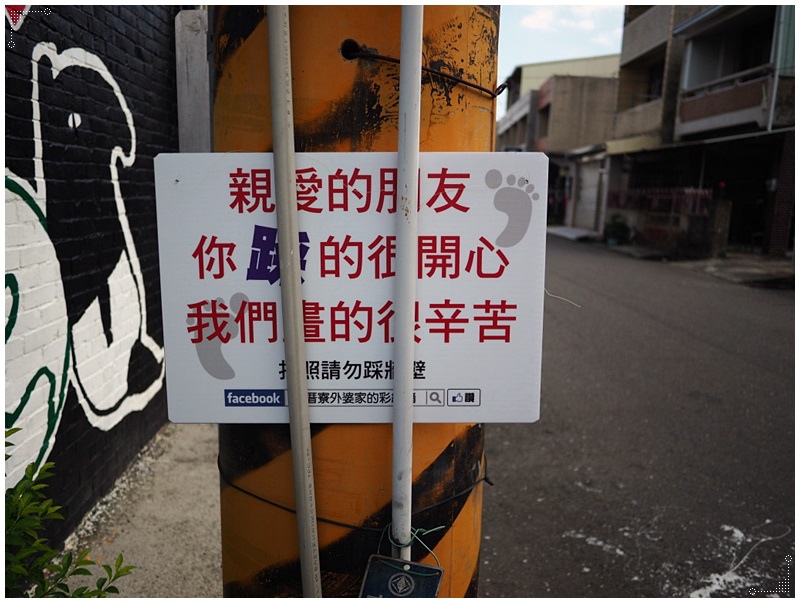 親愛的朋友
你踩的很開心
我們畫的很辛苦
拍照請勿踩牆壁
facebook 厝寮外婆家的彩 讚